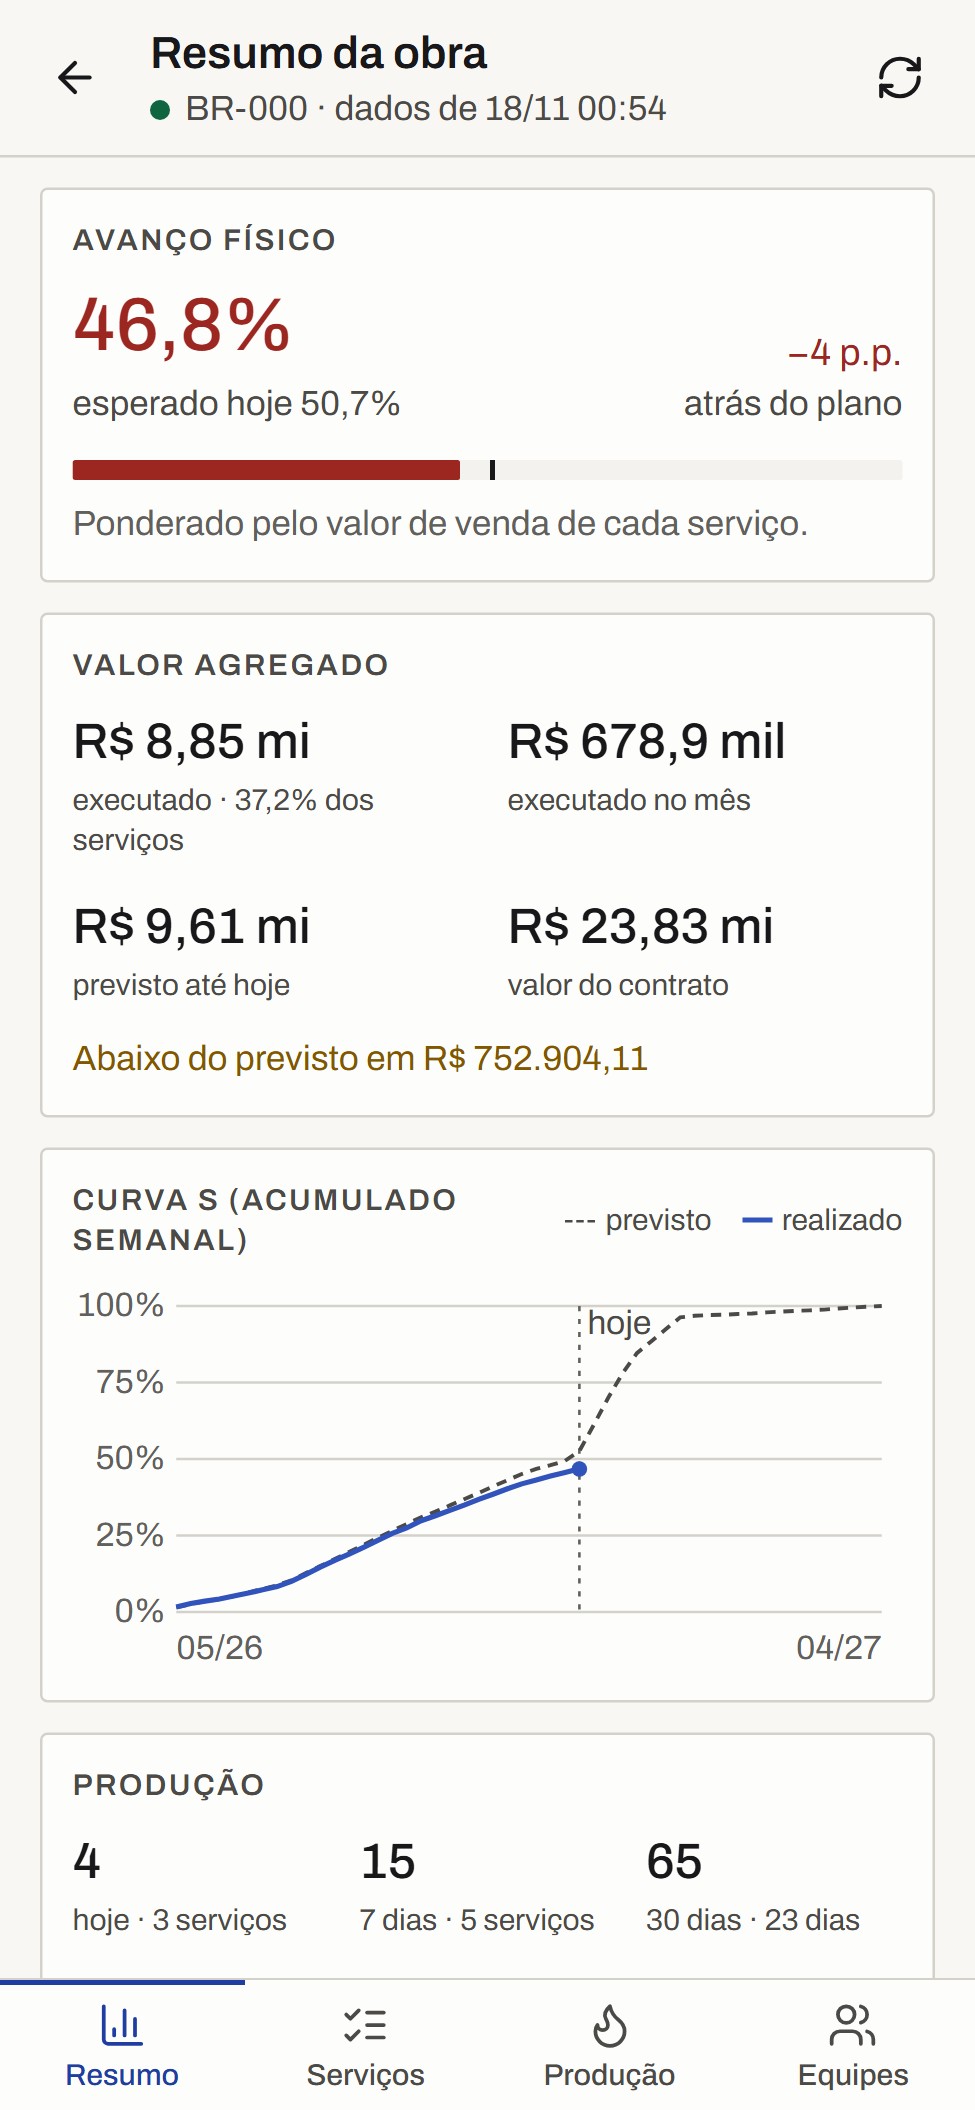 Resumo da obra
BR-000 · dados de 18/11 00:54
AVANÇO FÍSICO
46,8%
−4 p.p.
esperado hoje 50,7%
atrás do plano
Ponderado pelo valor de venda de cada serviço.
VALOR AGREGADO
R$ 8,85 mi
executado · 37,2% dos
serviços
R$ 678,9 mil
executado no mês
R$ 9,61 mi
previsto até hoje
R$ 23,83 mi
valor do contrato
Abaixo do previsto em R$ 752.904,11
CURVA S (ACUMULADO
SEMANAL)
previsto
realizado
100%
hoje
75%
50%
25%
0%
05/26
04/27
PRODUÇÃO
4
hoje · 3 serviços
15
7 dias · 5 serviços
65
30 dias · 23 dias
Resumo
Serviços
Produção
Equipes